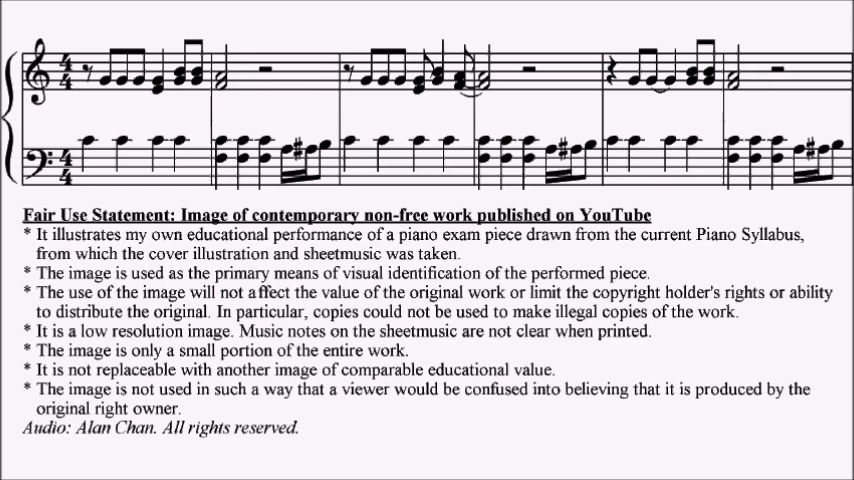 4
4
4
4
Fair Use Statement: Image of contemporary non-free work published on YouTube
* It illustrates my own educational performance of a piano exam piece drawn from the current Piano Syllabus,
from which the cover illustration and sheetmusic was taken.
* The image is used as the primary means of visual identification of the performed piece.
* The use of the image will not affect the value of the original work or limit the copyright holder's rights or ability
to distribute the original. In particular, copies could not be used to make illegal copies of the work.
* It is a low resolution image. Music notes on the sheetmusic are not clear when printed.
* The image is only a small portion of the entire work.
* It is not replaceable with another image of comparable educational value.
* The image is not used in such a way that a viewer would be confused into believing that it is produced by the
original right owner.
Audio: Alan Chan. All rights reserved.